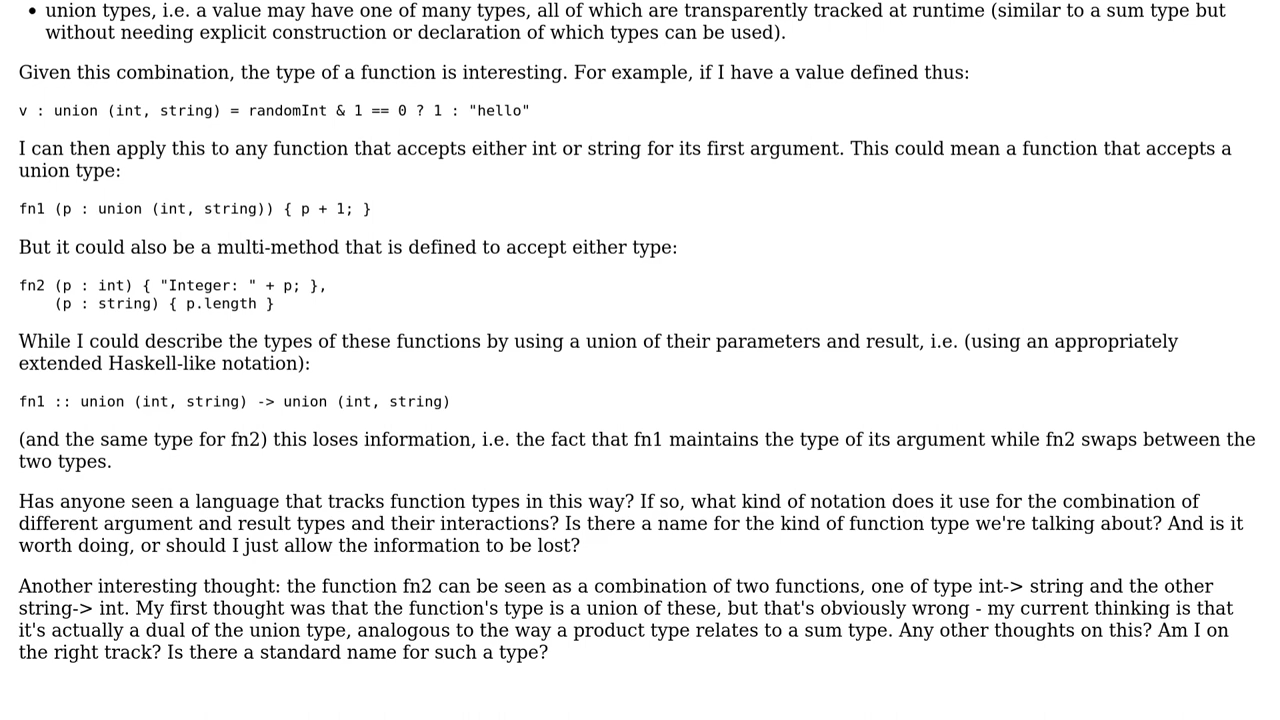 • union types, i.e. a value may have one of many types, all of which are transparently tracked at runtime (similar to a sum type but
without needing explicit construction or declaration of which types can be used).
Given this combination, the type of a function is interesting. For example, if I have a value defined thus:
v : union (int, string) = randomInt & 1 == 0 ? 1 : "hello"
I can then apply this to any function that accepts either int or string for its first argument. This could mean a function that accepts a
union type:
fn1 (p : union (int, string)) { p + 1; }
But it could also be a multi-method that is defined to accept either type:
fn2 (p : int) { "Integer: " + p; },
    (p : string) { p.length }
While I could describe the types of these functions by using a union of their parameters and result, i.e. (using an appropriately
extended Haskell-like notation):
fn1 :: union (int, string) -> union (int, string)
(and the same type for fn2) this loses information, i.e. the fact that fn1 maintains the type of its argument while fn2 swaps between the
two types.
Has anyone seen a language that tracks function types in this way? If so, what kind of notation does it use for the combination of
different argument and result types and their interactions? Is there a name for the kind of function type we're talking about? And is it
worth doing, or should I just allow the information to be lost?
Another interesting thought: the function fn2 can be seen as a combination of two functions, one of type int-> string and the other
string-> int. My first thought was that the function's type is a union of these, but that's obviously wrong - my current thinking is that
it's actually a dual of the union type, analogous to the way a product type relates to a sum type. Any other thoughts on this? Am I on
the right track? Is there a standard name for such a type?